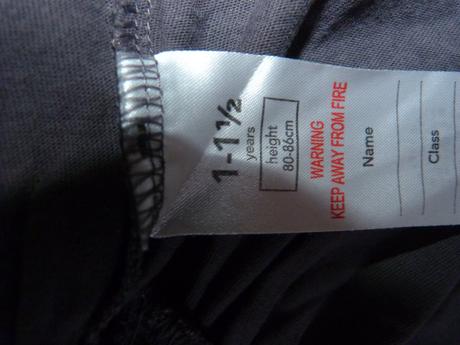 1-1½
years
height
80-86cm
WARNING
KEEP AWAY FROM FIRE
Name
Class